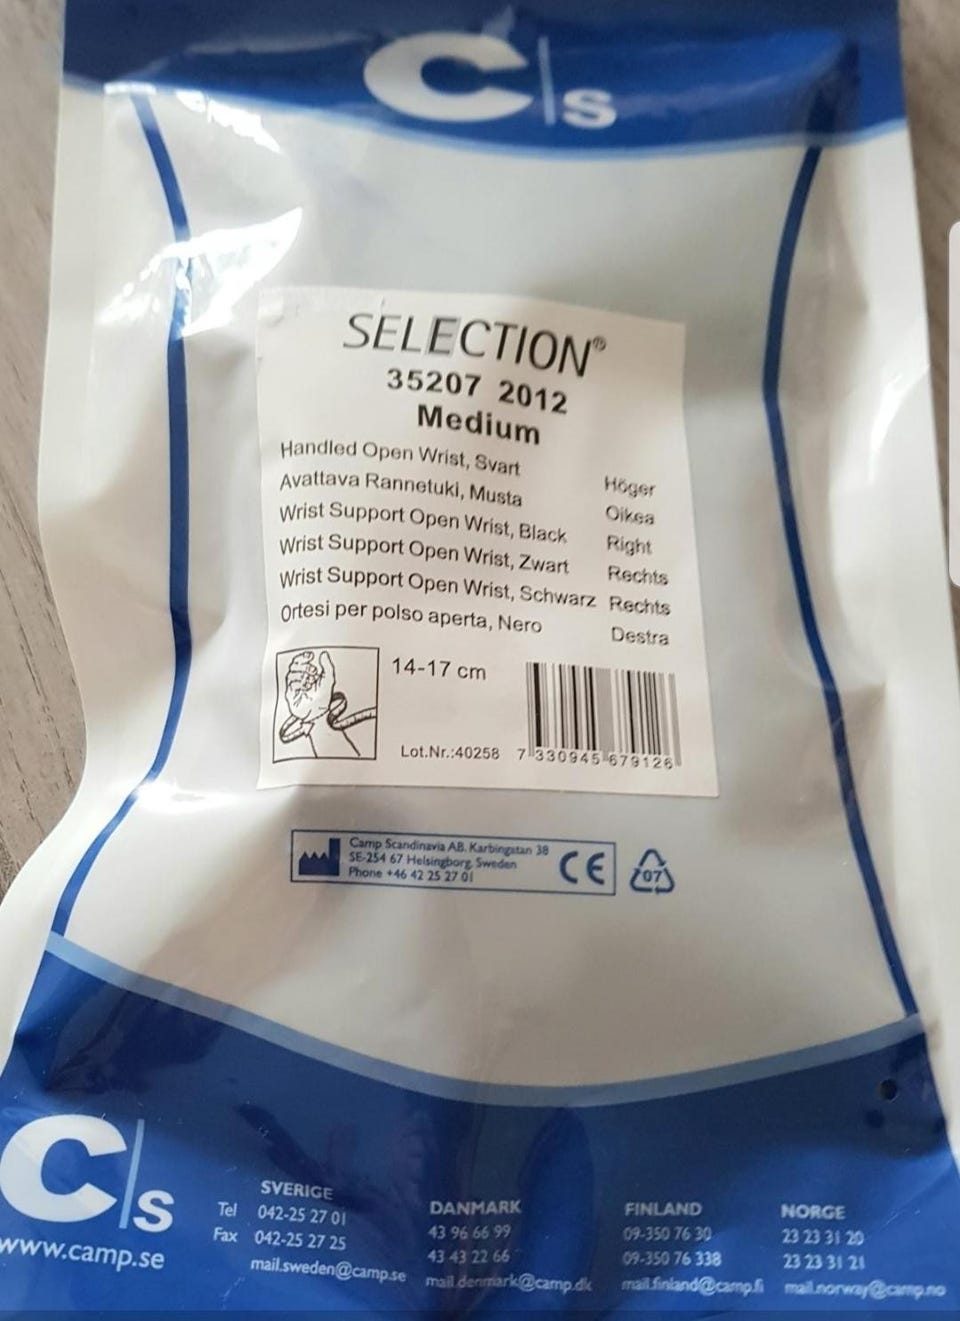 C|s
SELECTION®
35207 2012
Medium
Handled Open Wrist, Svart Höger
Avattava Rannetuki, Musta Oikea
Wrist Support Open Wrist, Black Right
Wrist Support Open Wrist, Zwart Rechts
Wrist Support Open Wrist, Schwarz Rechts
Ortesi per polso aperta, Nero Destra
14-17 cm
Lot.Nr.:40258 7 330945 679126
Camp Scandinavia AB. Karbingatan 38
SE-254 67 Helsingborg, Sweden
Phone +46 42 25 27 01
CE
07
C|s
www.camp.se
SVERIGE DANMARK FINLAND NORGE
Tel 042-25 27 01 43 96 66 99 09-350 76 30 23 23 31 20
Fax 042-25 27 25 43 43 22 66 09-350 76 338 23 23 31 21
mail.sweden@camp.se mail.denmark@camp.dk mail.finland@camp.fi mail.norway@camp.no